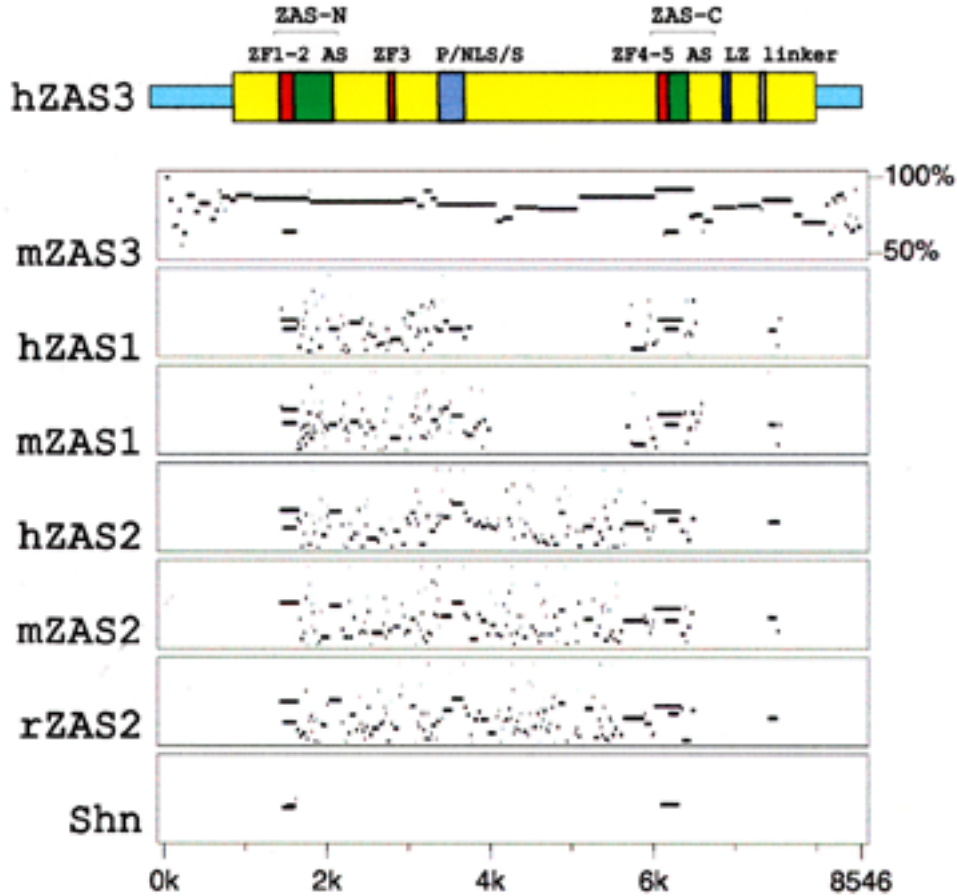 ZAS-N ZAS-C
ZF1-2 AS ZF3 P/NLS/S ZF4-5 AS LZ linker
hZAS3
100%
mZAS3
50%
hZAS1
mZAS1
hZAS2
mZAS2
rZAS2
Shn
0k 2k 4k 6k 8546